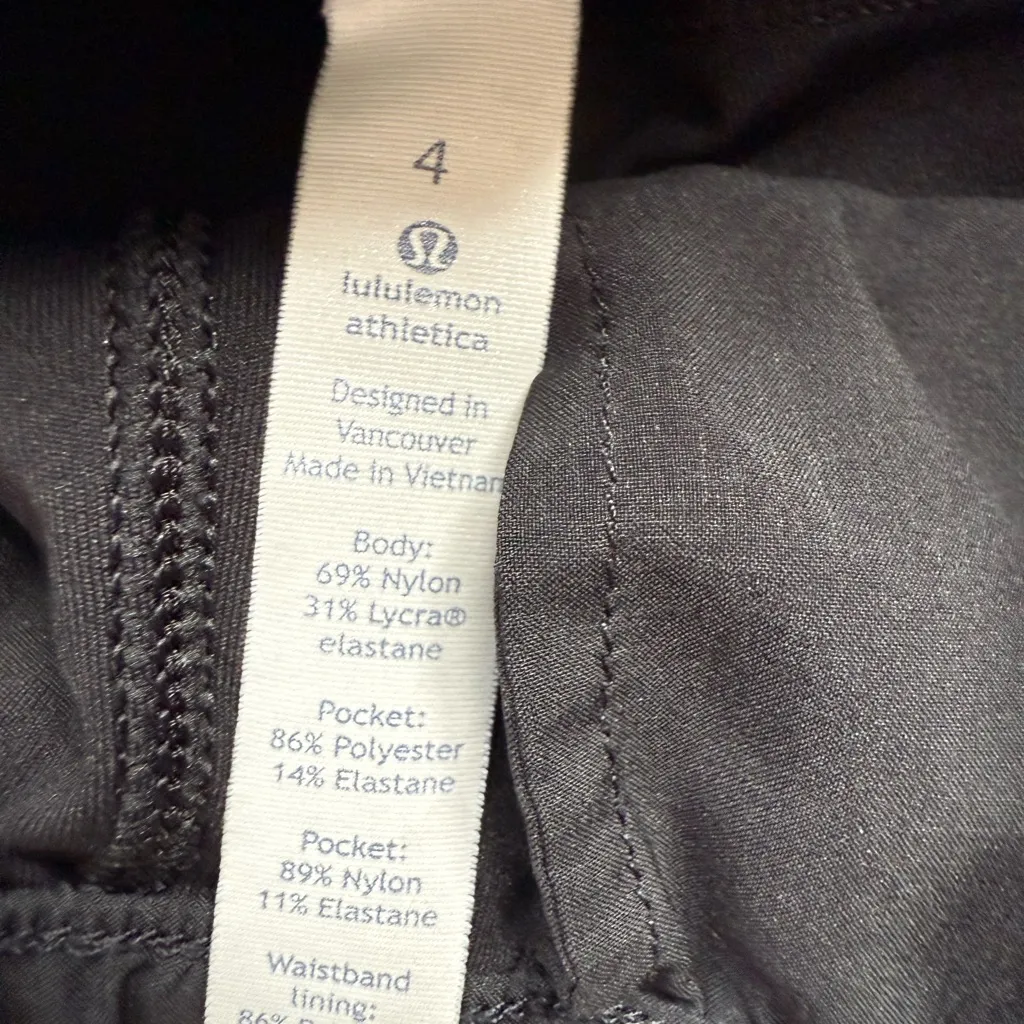 4
lululemon
athletica
Designed in
Vancouver
Made in Vietnam
Body:
69% Nylon
31% Lycra®
elastane
Pocket:
86% Polyester
14% Elastane
Pocket:
89% Nylon
11% Elastane
Waistband
lining:
86%